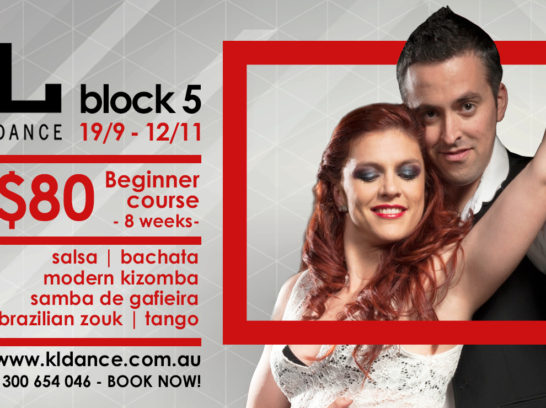 L block 5
DANCE 19/9 - 12/11
$80 Beginner
course
- 8 weeks-
salsa | bachata
modern kizomba
samba de gafieira
brazilian zouk | tango
www.kldance.com.au
300 654 046 - BOOK NOW!